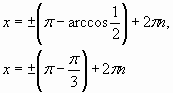 x = ±(π − arccos 1/2) + 2πn,
x = ±(π − π/3) + 2πn